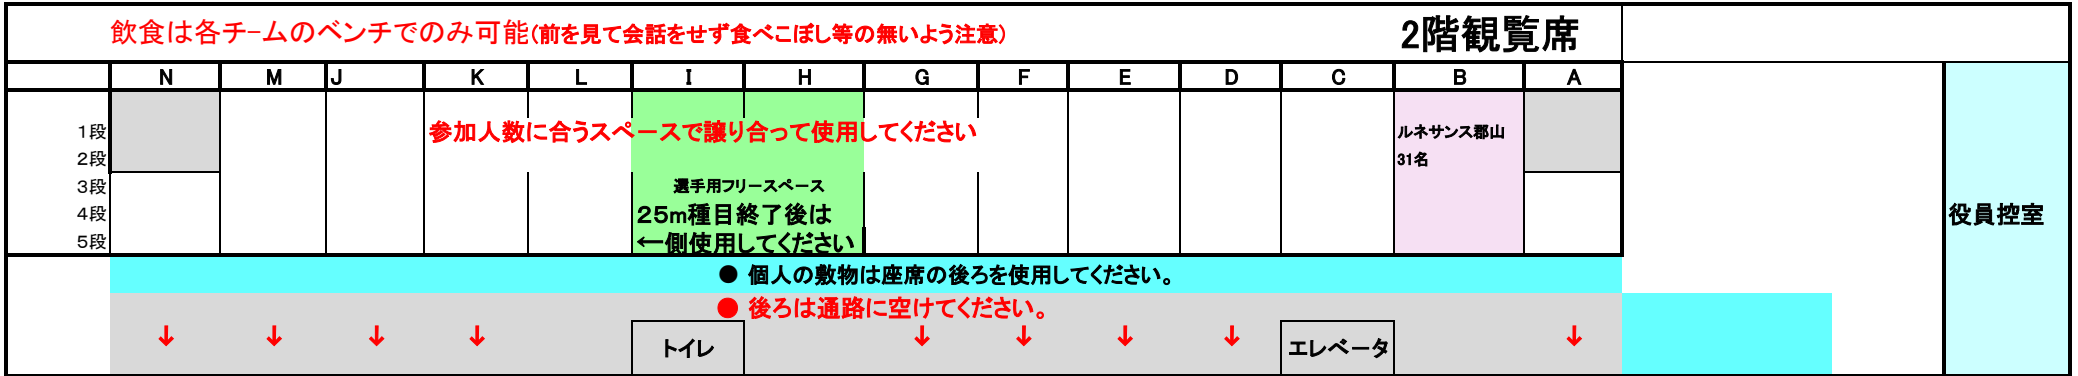 飲食は各チームのベンチでのみ可能(前を見て会話をせず食べこぼし等の無いよう注意)
2階観覧席
N M J K L I H G F E D C B A
1段
参加人数に合うスペースで譲り合って使用してください
ルネサンス郡山
2段
31名
3段
選手用フリースペース
4段
25m種目終了後は
役員控室
5段
←側使用してください
● 個人の敷物は座席の後ろを使用してください。
● 後ろは通路に空けてください。
↓ ↓ ↓ ↓ ↓ ↓ ↓ ↓ ↓
トイレ
エレベータ